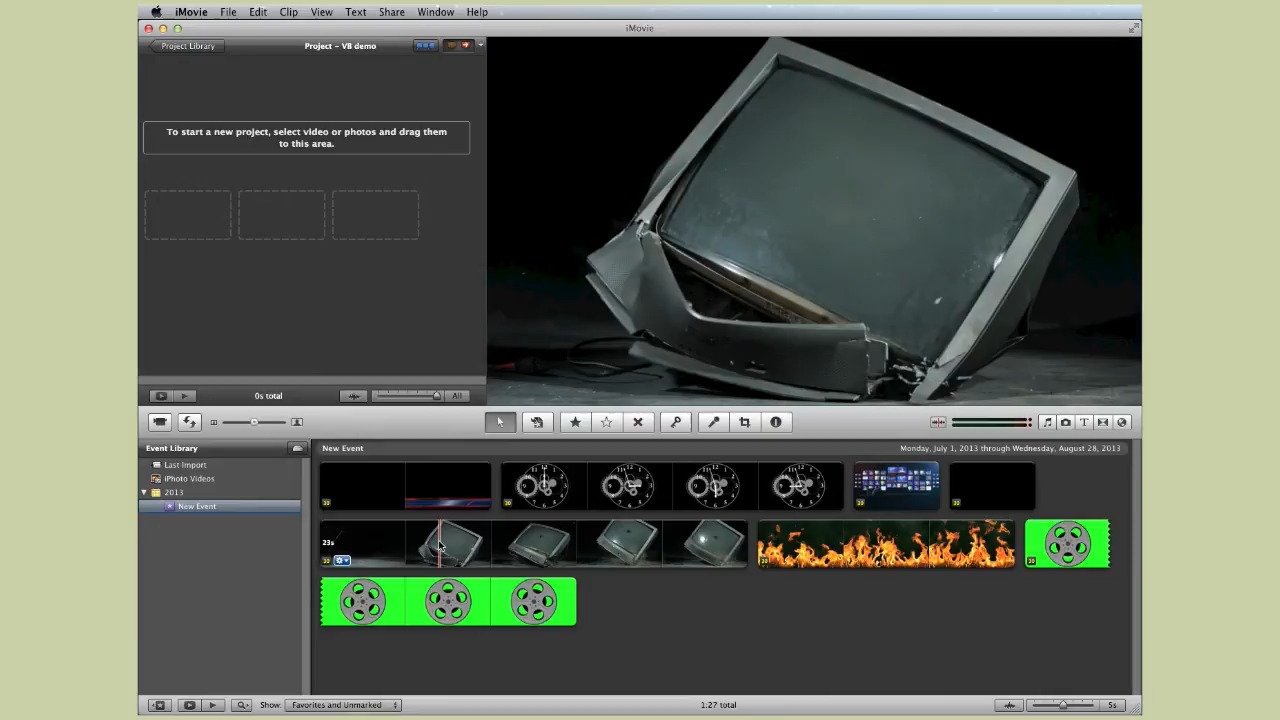 iMovie File Edit Clip View Text Share Window Help
iMovie
Project Library
Project - VB demo
To start a new project, select video or photos and drag them
to this area.
0s total
All
Event Library
Last Import
iPhoto Videos
2013
New Event
New Event
Monday, July 1, 2013 through Wednesday, August 28, 2013
23s
Show: Favorites and Unmarked
1:27 total
5s